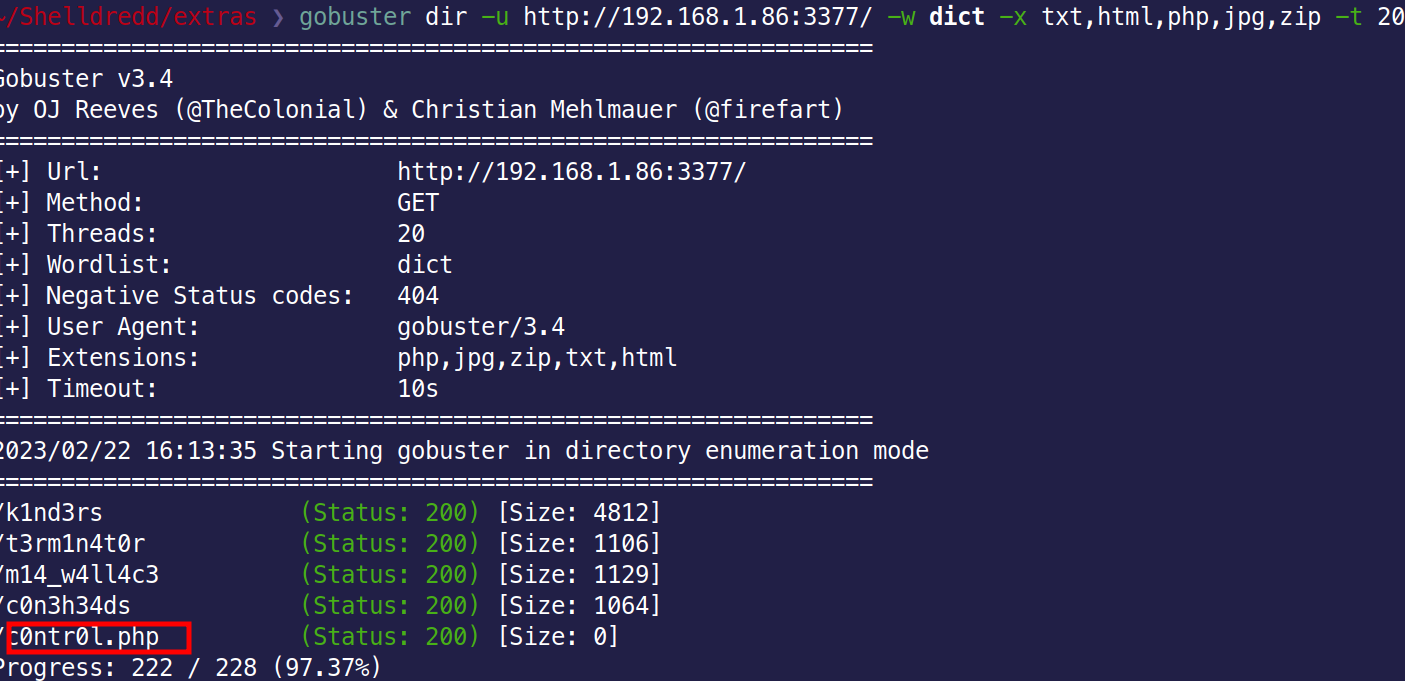 ~/Shelldredd/extras ❯ gobuster dir -u http://192.168.1.86:3377/ -w dict -x txt,html,php,jpg,zip -t 20
===============================================================
Gobuster v3.4
by OJ Reeves (@TheColonial) & Christian Mehlmauer (@firefart)
===============================================================
[+] Url:                     http://192.168.1.86:3377/
[+] Method:                  GET
[+] Threads:                 20
[+] Wordlist:                dict
[+] Negative Status codes:   404
[+] User Agent:              gobuster/3.4
[+] Extensions:              php,jpg,zip,txt,html
[+] Timeout:                 10s
===============================================================
2023/02/22 16:13:35 Starting gobuster in directory enumeration mode
===============================================================
/k1nd3rs              (Status: 200) [Size: 4812]
/t3rm1n4t0r           (Status: 200) [Size: 1106]
/m14_w4ll4c3          (Status: 200) [Size: 1129]
/c0n3h34ds            (Status: 200) [Size: 1064]
/c0ntr0l.php          (Status: 200) [Size: 0]
Progress: 222 / 228 (97.37%)